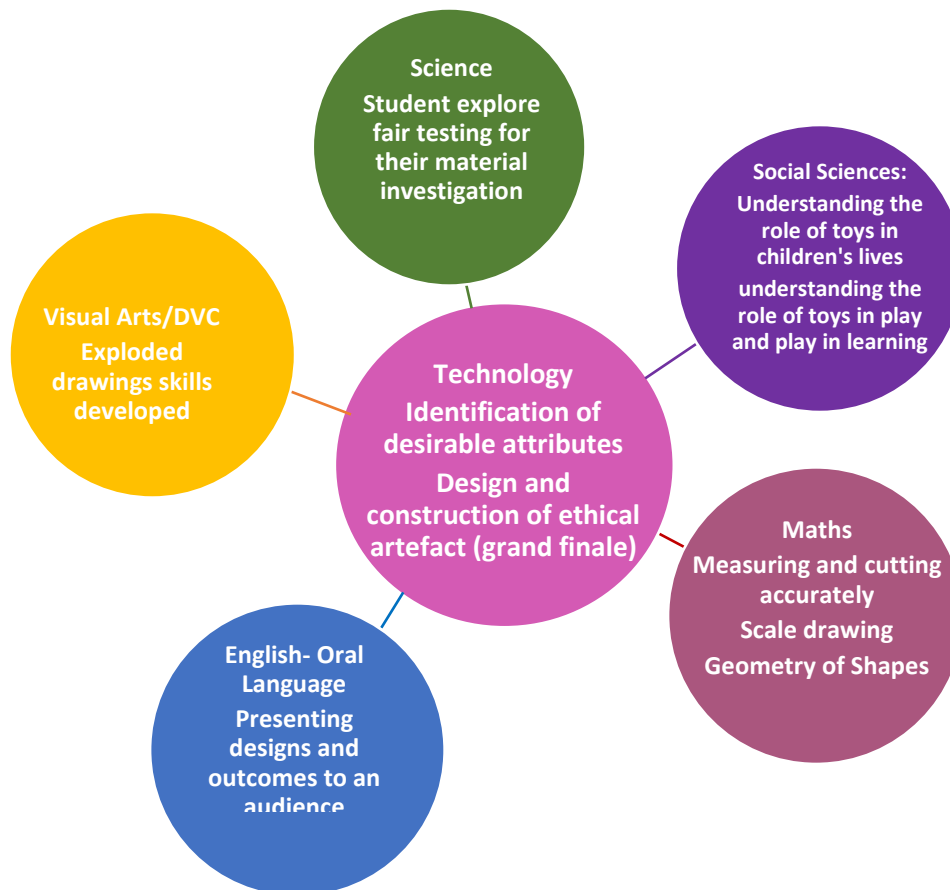 Science
Student explore
fair testing for
their material
investigation
Social Sciences:
Understanding the
role of toys in
children's lives
understanding the
role of toys in play
and play in learning
Visual Arts/DVC
Exploded
drawings skills
developed
Technology
Identification of
desirable attributes
Design and
construction of ethical
artefact (grand finale)
Maths
Measuring and cutting
accurately
Scale drawing
Geometry of Shapes
English- Oral
Language
Presenting
designs and
outcomes to an
audience